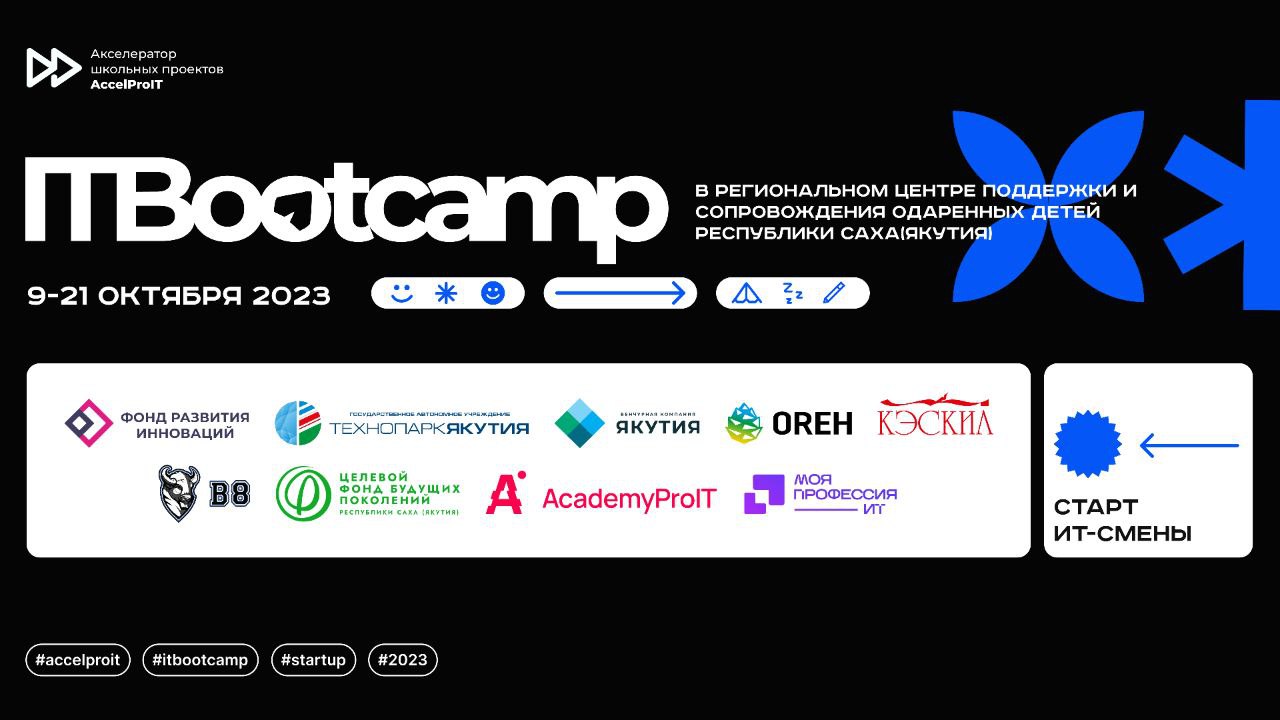 Акселератор
школьных проектов
AccelProIT
ITBootcamp
В РЕГИОНАЛЬНОМ ЦЕНТРЕ ПОДДЕРЖКИ И
СОПРОВОЖДЕНИЯ ОДАРЕННЫХ ДЕТЕЙ
РЕСПУБЛИКИ САХА(ЯКУТИЯ)
9-21 ОКТЯБРЯ 2023
Z Z Z
ФОНД РАЗВИТИЯ
ИННОВАЦИЙ
ГОСУДАРСТВЕННОЕ АВТОНОМНОЕ УЧРЕЖДЕНИЕ
ТЕХНОПАРКЯКУТИЯ
ВЕНЧУРНАЯ КОМПАНИЯ
ЯКУТИЯ
OREH
КЭСКИЛ
B8
ЦЕЛЕВОЙ
ФОНД БУДУЩИХ
ПОКОЛЕНИЙ
РЕСПУБЛИКИ САХА (ЯКУТИЯ)
AcademyProIT
МОЯ
ПРОФЕССИЯ
ИТ
СТАРТ
ИТ-СМЕНЫ
#accelproit
#itbootcamp
#startup
#2023